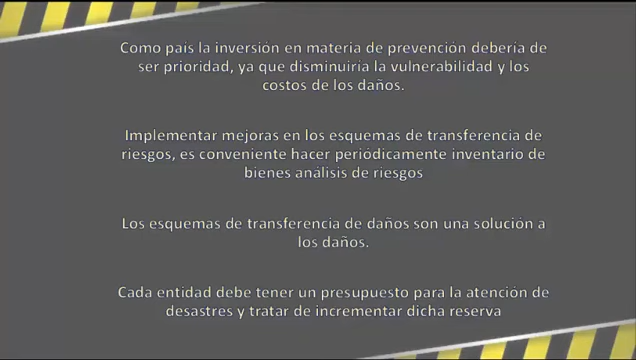 Como país la inversión en materia de prevención debería de
ser prioridad, ya que disminuiría la vulnerabilidad y los
costos de los daños.
Implementar mejoras en los esquemas de transferencia de
riesgos, es conveniente hacer periódicamente inventario de
bienes análisis de riesgos
Los esquemas de transferencia de daños son una solución a
los daños.
Cada entidad debe tener un presupuesto para la atención de
desastres y tratar de incrementar dicha reserva